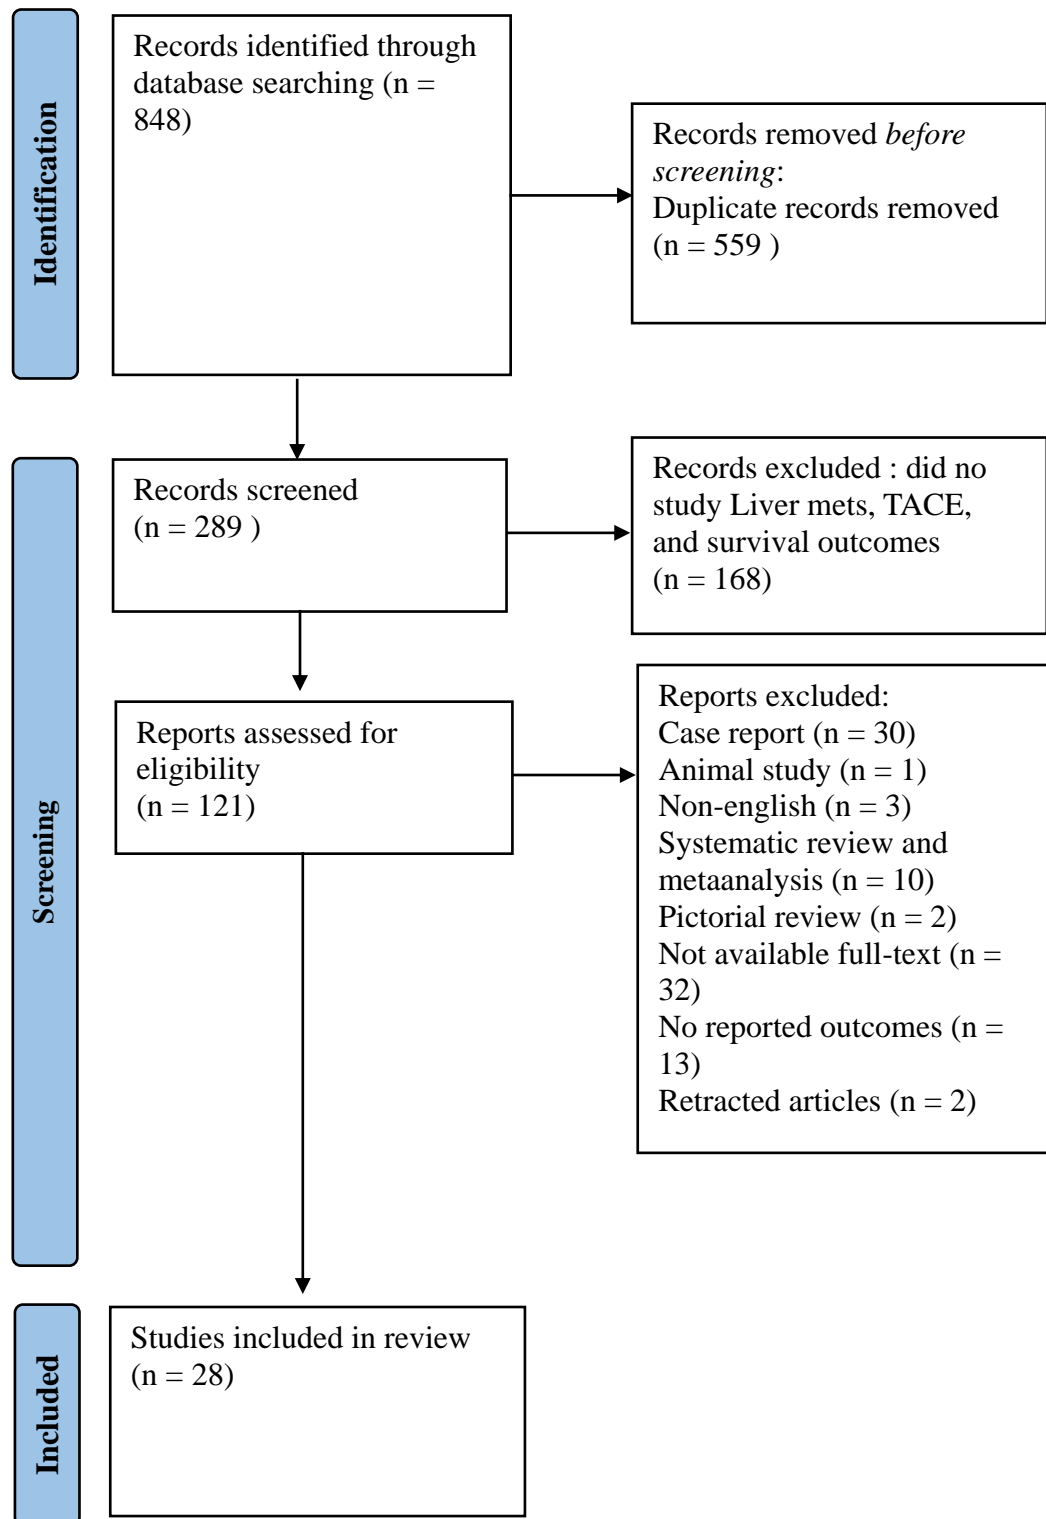 Identification
Records identified through
database searching (n =
848)
Records removed before
screening:
Duplicate records removed
(n = 559 )
Screening
Records screened
(n = 289 )
Records excluded : did no
study Liver mets, TACE,
and survival outcomes
(n = 168)
Reports assessed for
eligibility
(n = 121)
Reports excluded:
Case report (n = 30)
Animal study (n = 1)
Non-english (n = 3)
Systematic review and
metaanalysis (n = 10)
Pictorial review (n = 2)
Not available full-text (n =
32)
No reported outcomes (n =
13)
Retracted articles (n = 2)
Included
Studies included in review
(n = 28)